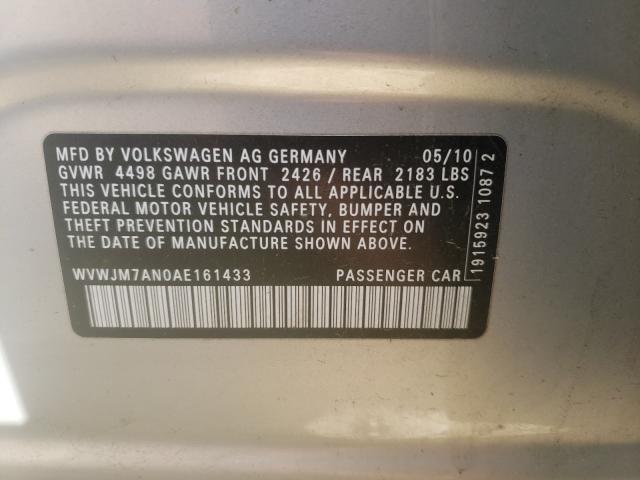 MFD BY VOLKSWAGEN AG GERMANY 05/10
GVWR 4498 GAWR FRONT 2426 / REAR 2183 LBS
THIS VEHICLE CONFORMS TO ALL APPLICABLE U.S.
FEDERAL MOTOR VEHICLE SAFETY, BUMPER AND
THEFT PREVENTION STANDARDS IN EFFECT ON
THE DATE OF MANUFACTURE SHOWN ABOVE.
WVWJM7AN0AE161433 PASSENGER CAR
1915923 1087 2